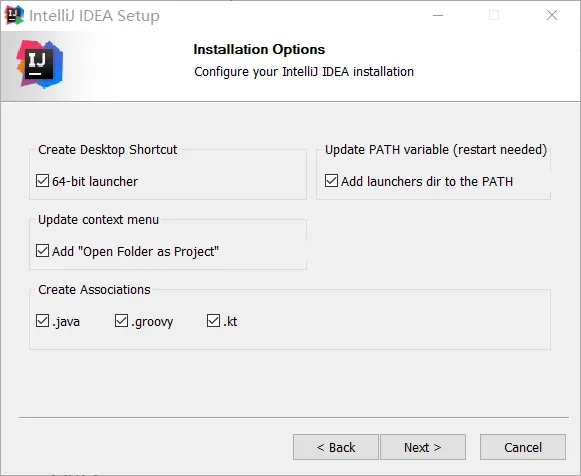 IntelliJ IDEA Setup
IJ
Installation Options
Configure your IntelliJ IDEA installation
Create Desktop Shortcut
64-bit launcher
Update PATH variable (restart needed)
Add launchers dir to the PATH
Update context menu
Add "Open Folder as Project"
Create Associations
.java .groovy .kt
< Back Next > Cancel